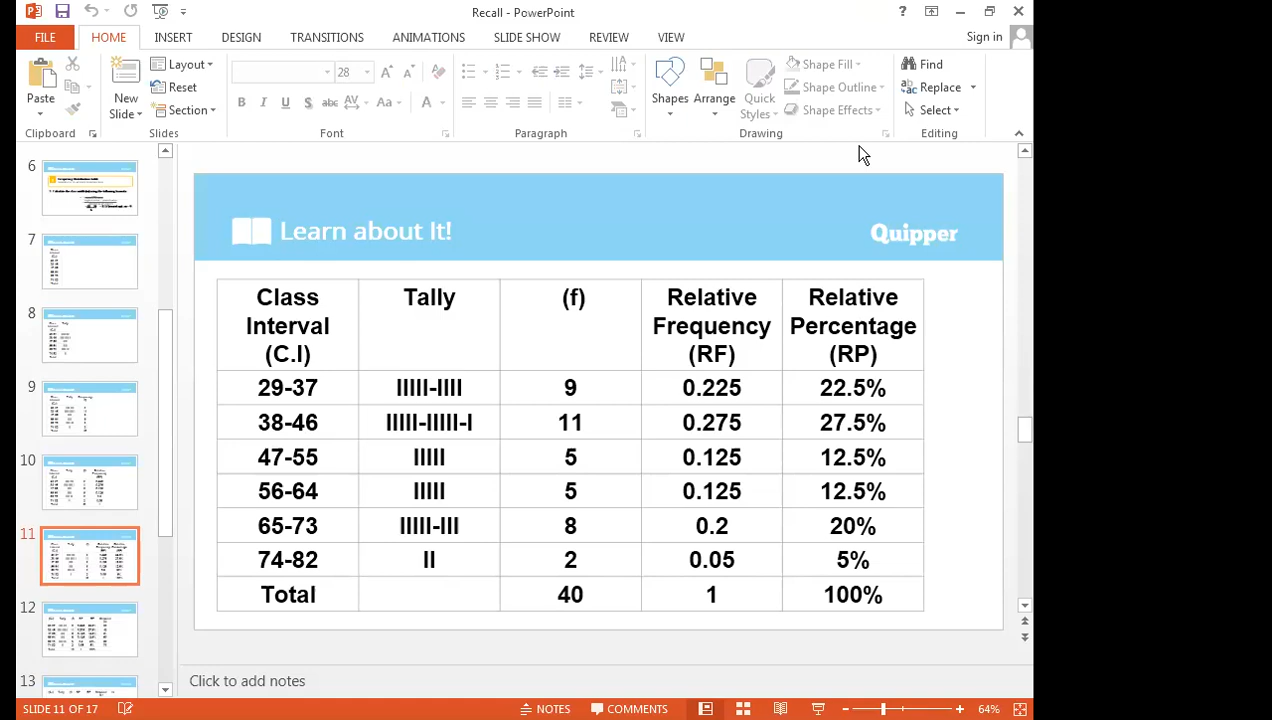 Recall - PowerPoint
?
FILE HOME INSERT DESIGN TRANSITIONS ANIMATIONS SLIDE SHOW REVIEW VIEW Sign in
Paste
New
Slide
Layout
Reset
Section
28
B I U S abc AV Aa A
Shapes Arrange Quick
Styles
Shape Fill
Shape Outline
Shape Effects
Find
Replace
Select
Clipboard Slides Font Paragraph Drawing Editing
6
7
8
9
10
11
12
13
Learn about It!
Quipper
Class
Interval
(C.I) Tally (f) Relative
Frequency
(RF) Relative
Percentage
(RP)
29-37 IIIII-IIII 9 0.225 22.5%
38-46 IIIII-IIIII-I 11 0.275 27.5%
47-55 IIIII 5 0.125 12.5%
56-64 IIIII 5 0.125 12.5%
65-73 IIIII-III 8 0.2 20%
74-82 II 2 0.05 5%
Total 40 1 100%
Click to add notes
SLIDE 11 OF 17 NOTES COMMENTS 64%